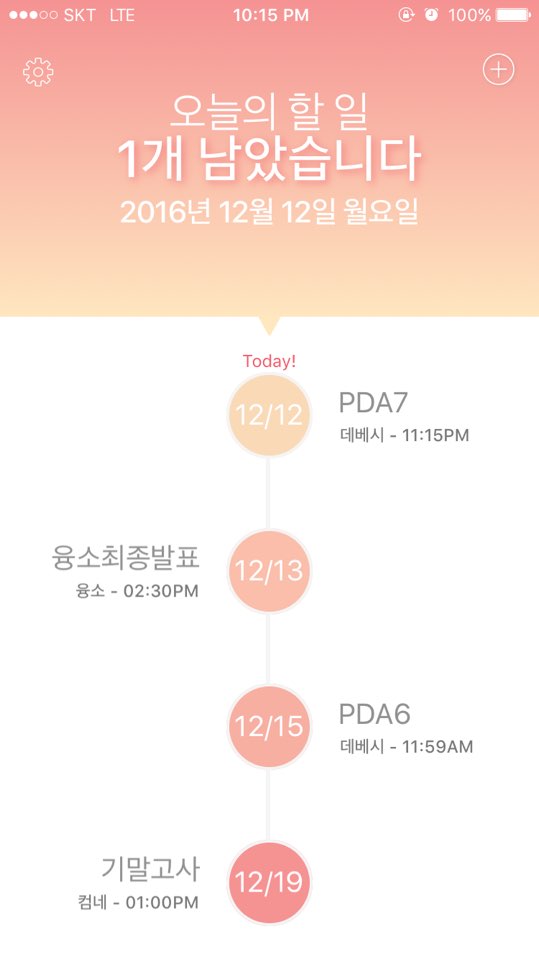 SKT LTE 10:15 PM 100%
오늘의 할 일
1개 남았습니다
2016년 12월 12일 월요일
Today!
12/12
PDA7
데베시 - 11:15PM
융소최종발표
융소 - 02:30PM
12/13
12/15
PDA6
데베시 - 11:59AM
기말고사
컴네 - 01:00PM
12/19